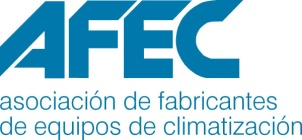 AFEC
asociación de fabricantes
de equipos de climatización